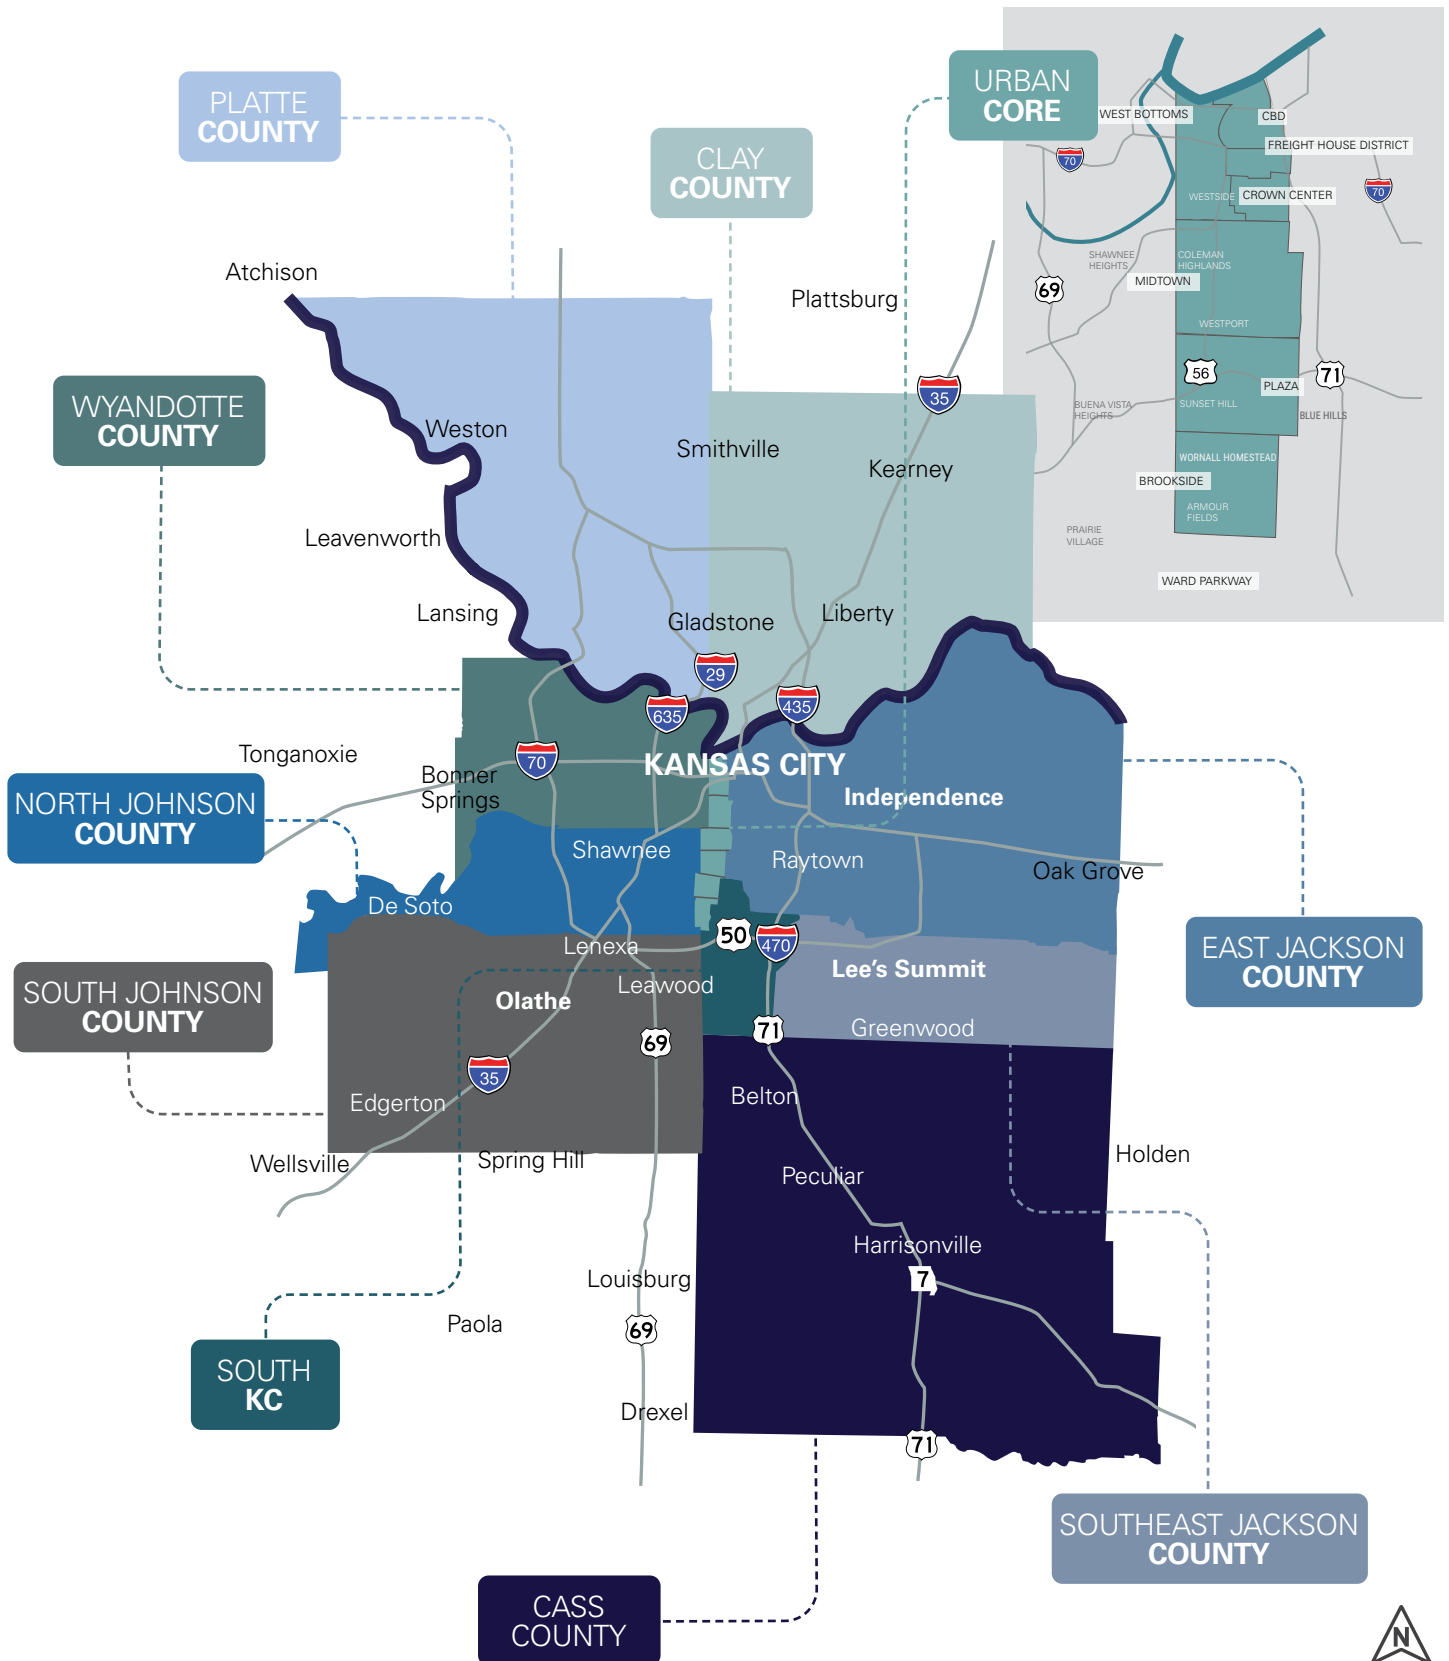 PLATTE
COUNTY
CLAY
COUNTY
URBAN
CORE
WEST BOTTOMS
CBD
FREIGHT HOUSE DISTRICT
70
70
WESTSIDE
CROWN CENTER
SHAWNEE
HEIGHTS
COLEMAN
HIGHLANDS
MIDTOWN
69
WESTPORT
56
71
PLAZA
BUENA VISTA
HEIGHTS
SUNSET HILL
BLUE HILLS
WORNALL HOMESTEAD
BROOKSIDE
ARMOUR
FIELDS
PRAIRIE
VILLAGE
WARD PARKWAY
Atchison
Plattsburg
WYANDOTTE
COUNTY
35
Weston
Smithville
Kearney
Leavenworth
Lansing
Gladstone
Liberty
29
635
435
Tonganoxie
70
KANSAS CITY
Bonner
Springs
Independence
NORTH JOHNSON
COUNTY
Shawnee
Raytown
Oak Grove
De Soto
Lenexa
50
470
EAST JACKSON
COUNTY
SOUTH JOHNSON
COUNTY
Olathe
Leawood
Lee's Summit
Greenwood
69
71
35
Edgerton
Belton
Wellsville
Spring Hill
Peculiar
Holden
Harrisonville
Louisburg
7
Paola
69
SOUTH
KC
Drexel
71
SOUTHEAST JACKSON
COUNTY
CASS
COUNTY
N